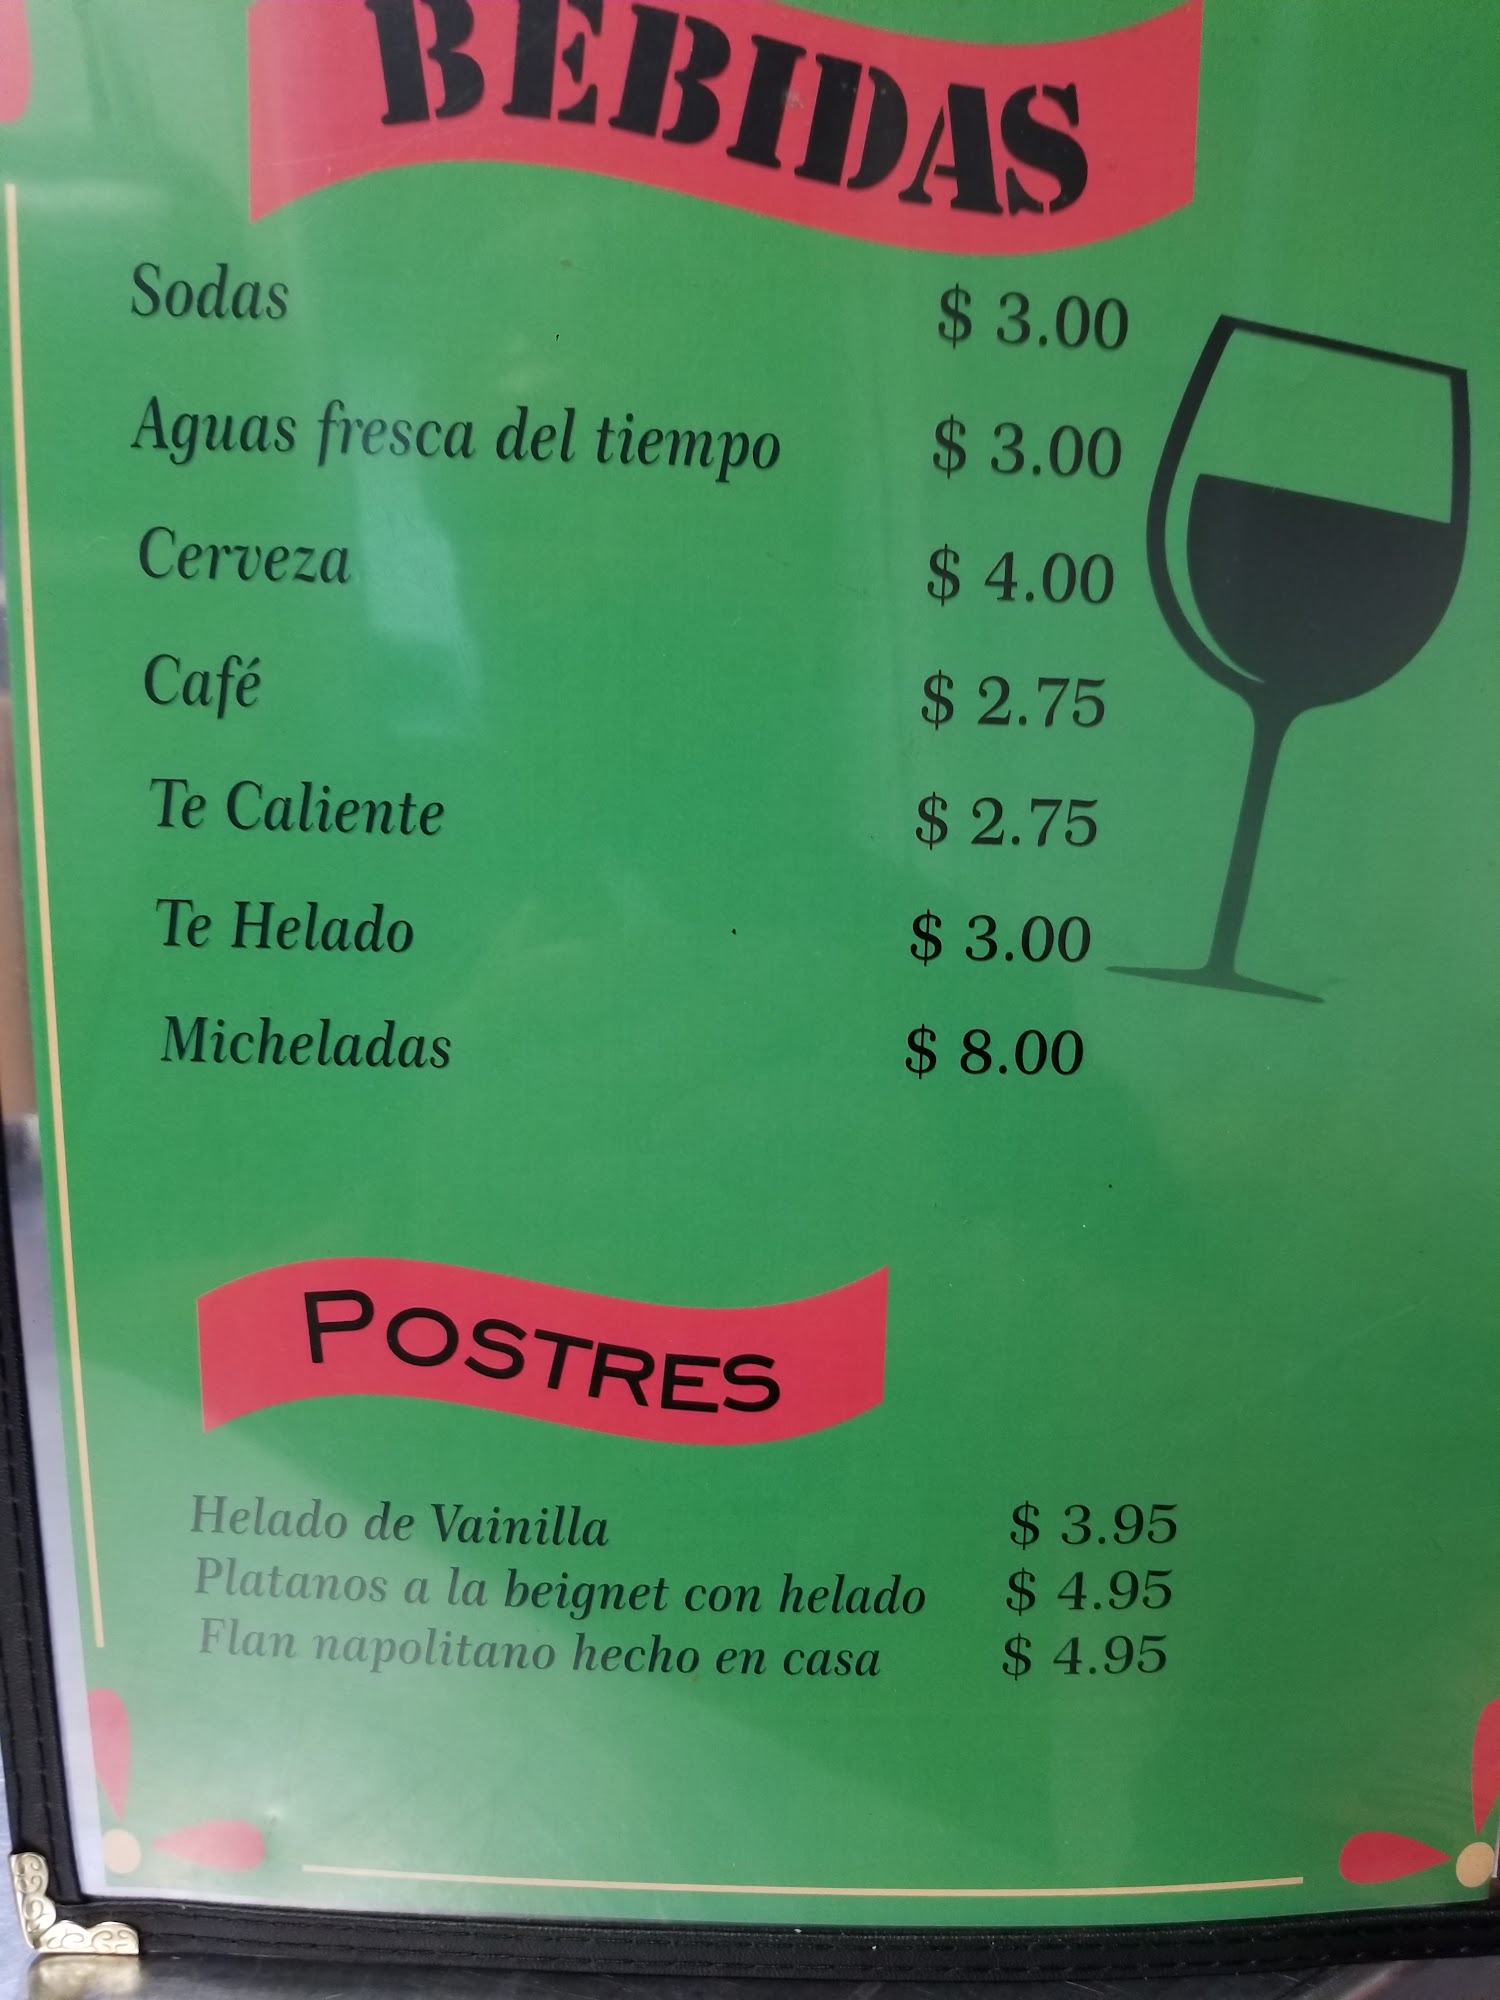 BEBIDAS
Sodas $ 3.00
Aguas fresca del tiempo $ 3.00
Cerveza $ 4.00
Café $ 2.75
Te Caliente $ 2.75
Te Helado $ 3.00
Micheladas $ 8.00
POSTRES
Helado de Vainilla $ 3.95
Platanos a la beignet con helado $ 4.95
Flan napolitano hecho en casa $ 4.95